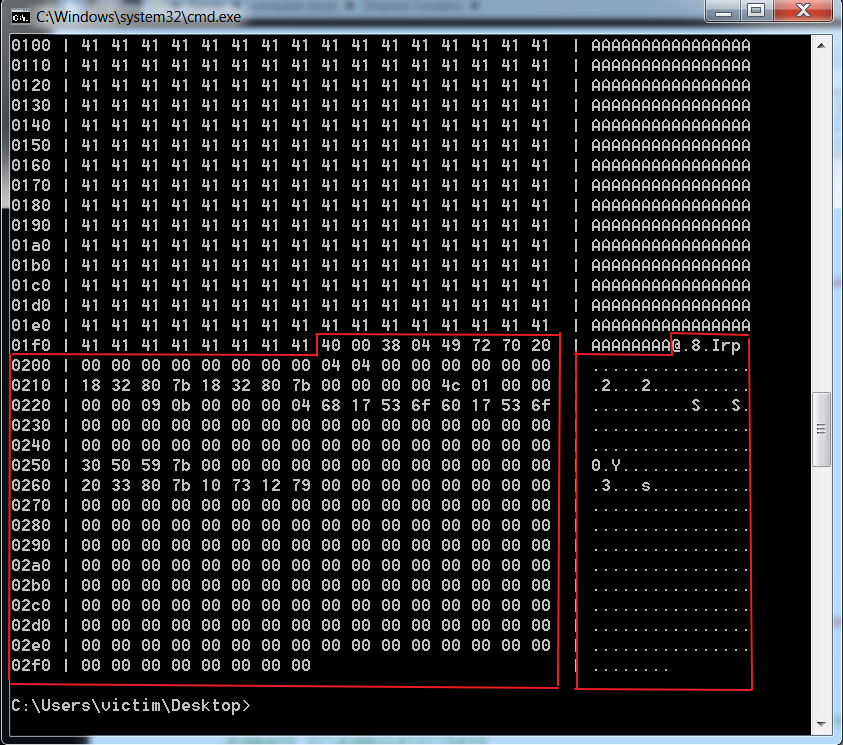 C:\Windows\system32\cmd.exe
0100 | 41 41 41 41 41 41 41 41 41 41 41 41 41 41 41 41 | AAAAAAAAAAAAAAAA
0110 | 41 41 41 41 41 41 41 41 41 41 41 41 41 41 41 41 | AAAAAAAAAAAAAAAA
0120 | 41 41 41 41 41 41 41 41 41 41 41 41 41 41 41 41 | AAAAAAAAAAAAAAAA
0130 | 41 41 41 41 41 41 41 41 41 41 41 41 41 41 41 41 | AAAAAAAAAAAAAAAA
0140 | 41 41 41 41 41 41 41 41 41 41 41 41 41 41 41 41 | AAAAAAAAAAAAAAAA
0150 | 41 41 41 41 41 41 41 41 41 41 41 41 41 41 41 41 | AAAAAAAAAAAAAAAA
0160 | 41 41 41 41 41 41 41 41 41 41 41 41 41 41 41 41 | AAAAAAAAAAAAAAAA
0170 | 41 41 41 41 41 41 41 41 41 41 41 41 41 41 41 41 | AAAAAAAAAAAAAAAA
0180 | 41 41 41 41 41 41 41 41 41 41 41 41 41 41 41 41 | AAAAAAAAAAAAAAAA
0190 | 41 41 41 41 41 41 41 41 41 41 41 41 41 41 41 41 | AAAAAAAAAAAAAAAA
01a0 | 41 41 41 41 41 41 41 41 41 41 41 41 41 41 41 41 | AAAAAAAAAAAAAAAA
01b0 | 41 41 41 41 41 41 41 41 41 41 41 41 41 41 41 41 | AAAAAAAAAAAAAAAA
01c0 | 41 41 41 41 41 41 41 41 41 41 41 41 41 41 41 41 | AAAAAAAAAAAAAAAA
01d0 | 41 41 41 41 41 41 41 41 41 41 41 41 41 41 41 41 | AAAAAAAAAAAAAAAA
01e0 | 41 41 41 41 41 41 41 41 41 41 41 41 41 41 41 41 | AAAAAAAAAAAAAAAA
01f0 | 41 41 41 41 41 41 41 41 40 00 38 04 49 72 70 20 | AAAAAAAA@.8.Irp
0200 | 00 00 00 00 00 00 00 00 04 04 00 00 00 00 00 00 | ................
0210 | 18 32 80 7b 18 32 80 7b 00 00 00 00 4c 01 00 00 | .2...2..........
0220 | 00 00 09 0b 00 00 00 04 68 17 53 6f 60 17 53 6f | ..........S...S.
0230 | 00 00 00 00 00 00 00 00 00 00 00 00 00 00 00 00 | ................
0240 | 00 00 00 00 00 00 00 00 00 00 00 00 00 00 00 00 | ................
0250 | 30 50 59 7b 00 00 00 00 00 00 00 00 00 00 00 00 | 0.Y.............
0260 | 20 33 80 7b 10 73 12 79 00 00 00 00 00 00 00 00 | .3...s..........
0270 | 00 00 00 00 00 00 00 00 00 00 00 00 00 00 00 00 | ................
0280 | 00 00 00 00 00 00 00 00 00 00 00 00 00 00 00 00 | ................
0290 | 00 00 00 00 00 00 00 00 00 00 00 00 00 00 00 00 | ................
02a0 | 00 00 00 00 00 00 00 00 00 00 00 00 00 00 00 00 | ................
02b0 | 00 00 00 00 00 00 00 00 00 00 00 00 00 00 00 00 | ................
02c0 | 00 00 00 00 00 00 00 00 00 00 00 00 00 00 00 00 | ................
02d0 | 00 00 00 00 00 00 00 00 00 00 00 00 00 00 00 00 | ................
02e0 | 00 00 00 00 00 00 00 00 00 00 00 00 00 00 00 00 | ................
02f0 | 00 00 00 00 00 00 00 00 | ........
C:\Users\victim\Desktop>